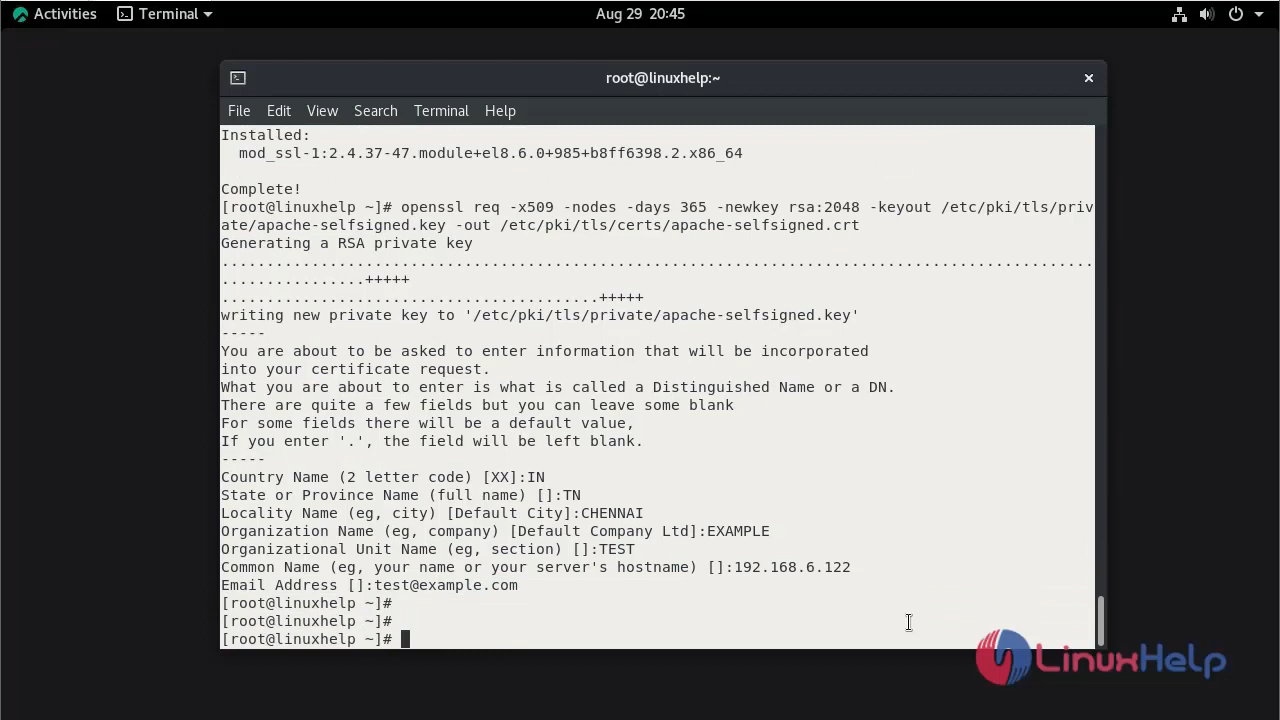 Activities Terminal Aug 29 20:45
root@linuxhelp:~
File Edit View Search Terminal Help
Installed:
mod_ssl-1:2.4.37-47.module+el8.6.0+985+b8ff6398.2.x86_64
Complete!
[root@linuxhelp ~]# openssl req -x509 -nodes -days 365 -newkey rsa:2048 -keyout /etc/pki/tls/priv
ate/apache-selfsigned.key -out /etc/pki/tls/certs/apache-selfsigned.crt
Generating a RSA private key
.................................................................................................
................+++++
..........................................+++++
writing new private key to '/etc/pki/tls/private/apache-selfsigned.key'
-----
You are about to be asked to enter information that will be incorporated
into your certificate request.
What you are about to enter is what is called a Distinguished Name or a DN.
There are quite a few fields but you can leave some blank
For some fields there will be a default value,
If you enter '.', the field will be left blank.
-----
Country Name (2 letter code) [XX]:IN
State or Province Name (full name) []:TN
Locality Name (eg, city) [Default City]:CHENNAI
Organization Name (eg, company) [Default Company Ltd]:EXAMPLE
Organizational Unit Name (eg, section) []:TEST
Common Name (eg, your name or your server's hostname) []:192.168.6.122
Email Address []:test@example.com
[root@linuxhelp ~]#
[root@linuxhelp ~]#
[root@linuxhelp ~]#
LinuxHelp